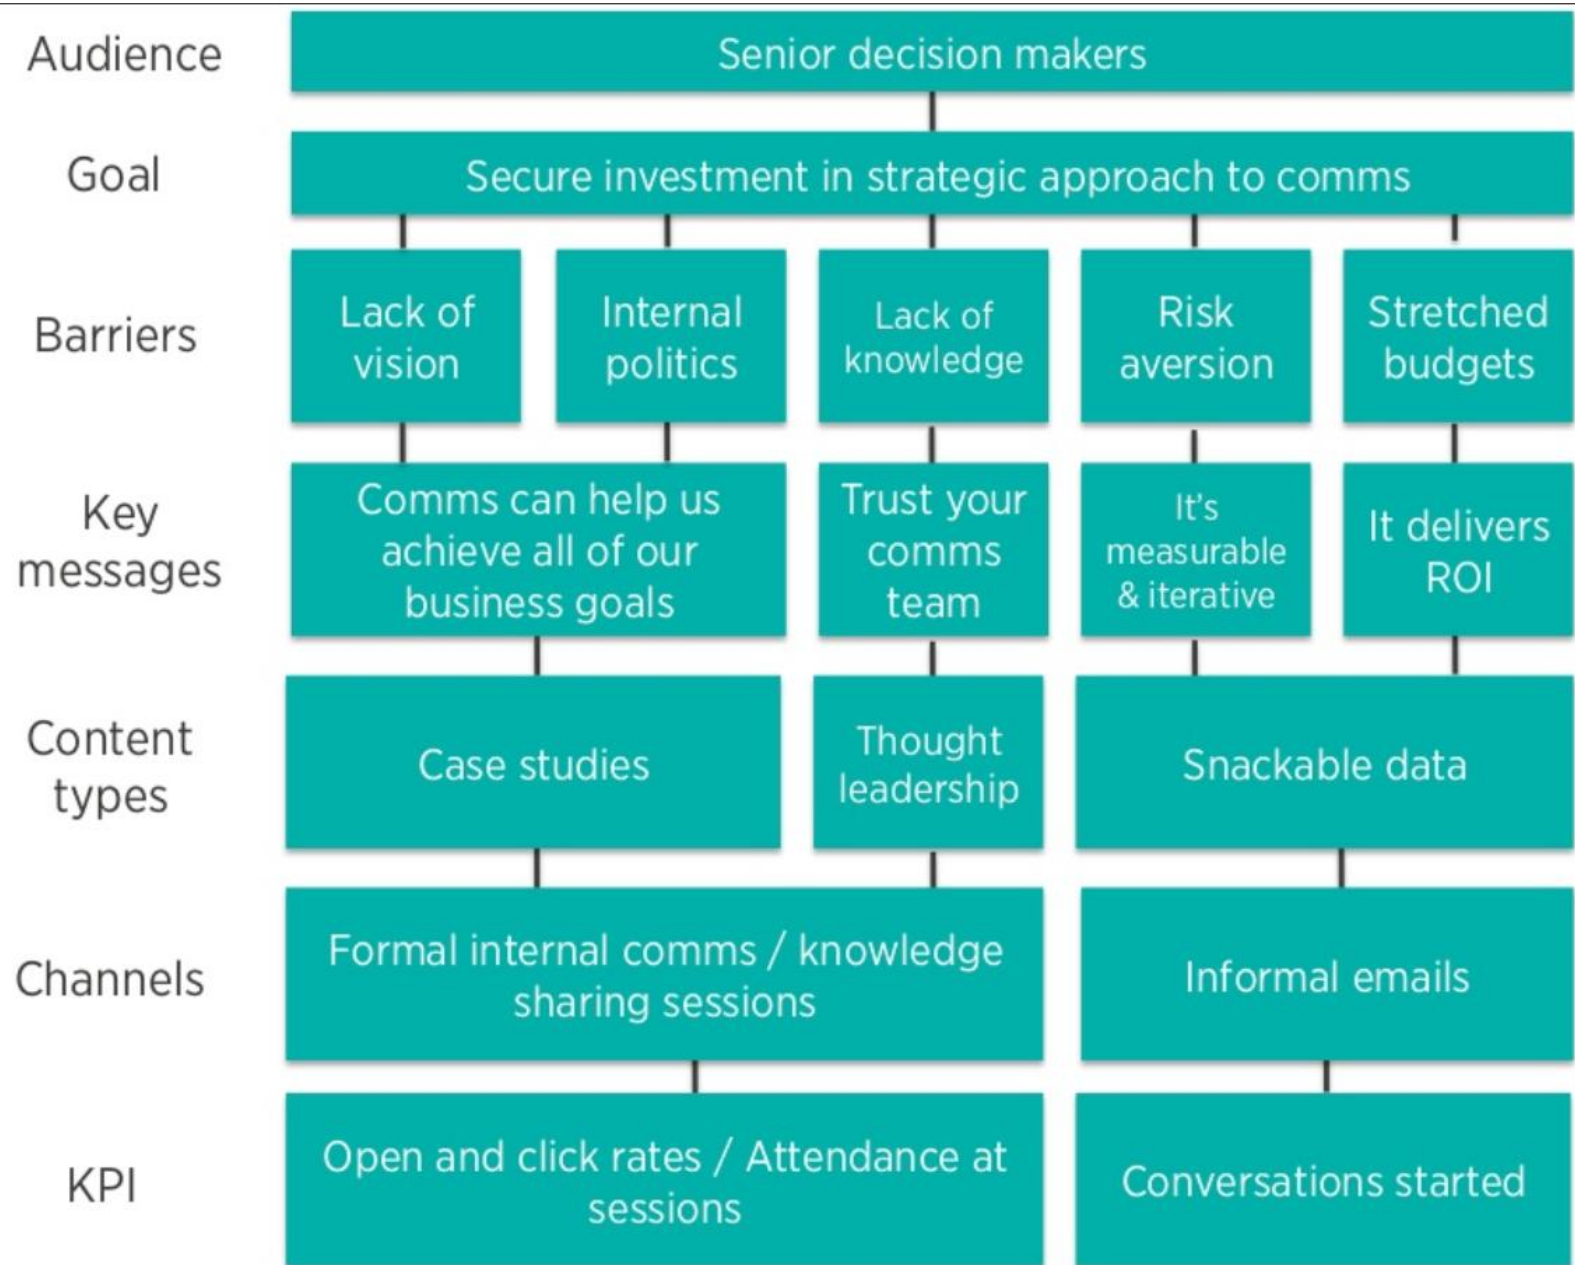 Audience
Senior decision makers
Goal
Secure investment in strategic approach to comms
Barriers
Lack of
vision
Internal
politics
Lack of
knowledge
Risk
aversion
Stretched
budgets
Key
messages
Comms can help us
achieve all of our
business goals
Trust your
comms
team
It’s
measurable
& iterative
It delivers
ROI
Content
types
Case studies
Thought
leadership
Snackable data
Channels
Formal internal comms / knowledge
sharing sessions
Informal emails
KPI
Open and click rates / Attendance at
sessions
Conversations started